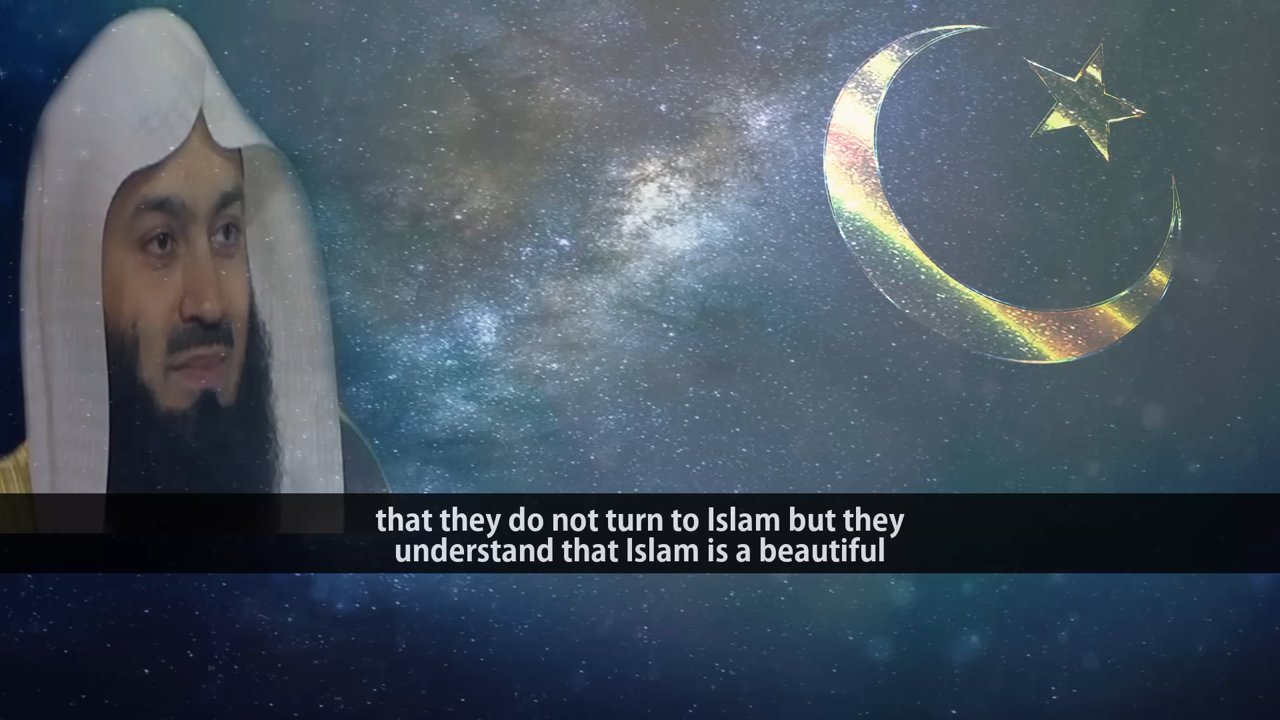 that they do not turn to Islam but they
understand that Islam is a beautiful